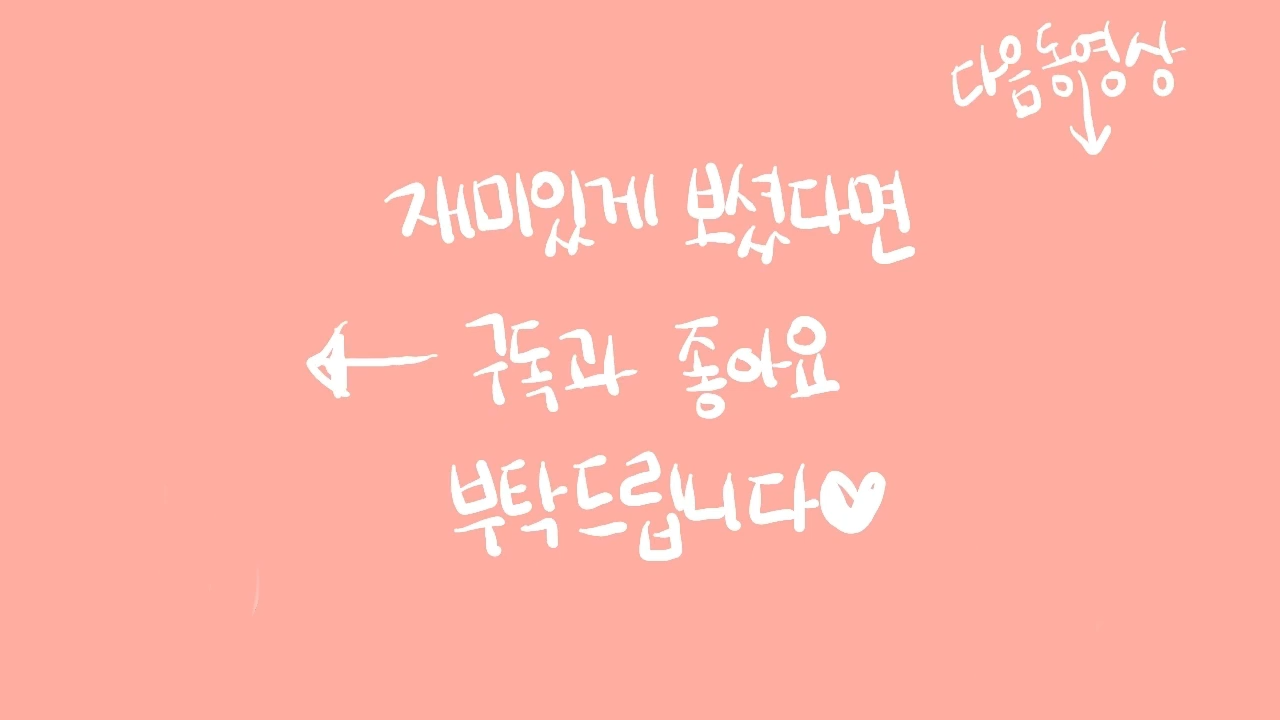 다음동영상
재미있게 보셨다면
구독과 좋아요
부탁드립니다♥